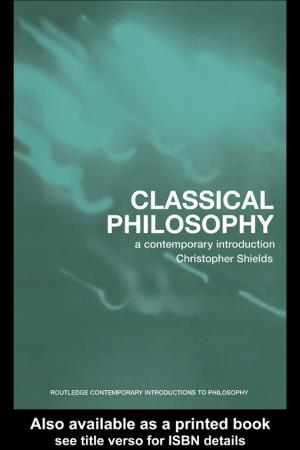 CLASSICAL
PHILOSOPHY
a contemporary introduction
Christopher Shields
ROUTLEDGE CONTEMPORARY INTRODUCTIONS TO PHILOSOPHY
Also available as a printed book
see title verso for ISBN details